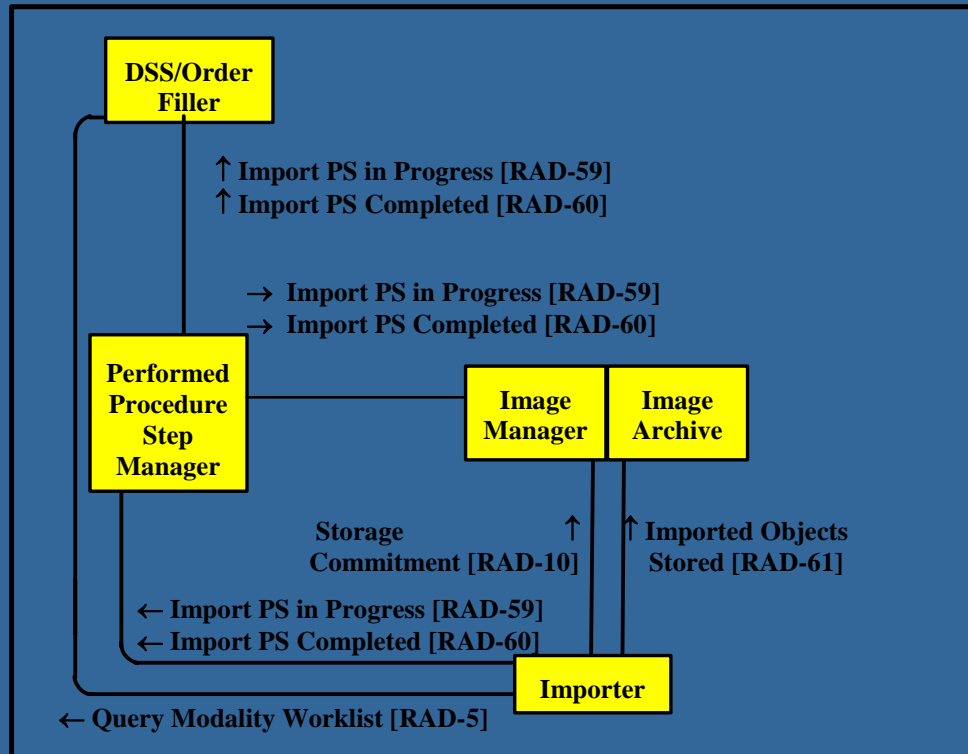 DSS/Order
Filler
↑ Import PS in Progress [RAD-59]
↑ Import PS Completed [RAD-60]
→ Import PS in Progress [RAD-59]
→ Import PS Completed [RAD-60]
Performed
Procedure
Step
Manager
Image
Manager
Image
Archive
Storage ↑
Commitment [RAD-10]
↑ Imported Objects
Stored [RAD-61]
← Import PS in Progress [RAD-59]
← Import PS Completed [RAD-60]
Importer
← Query Modality Worklist [RAD-5]